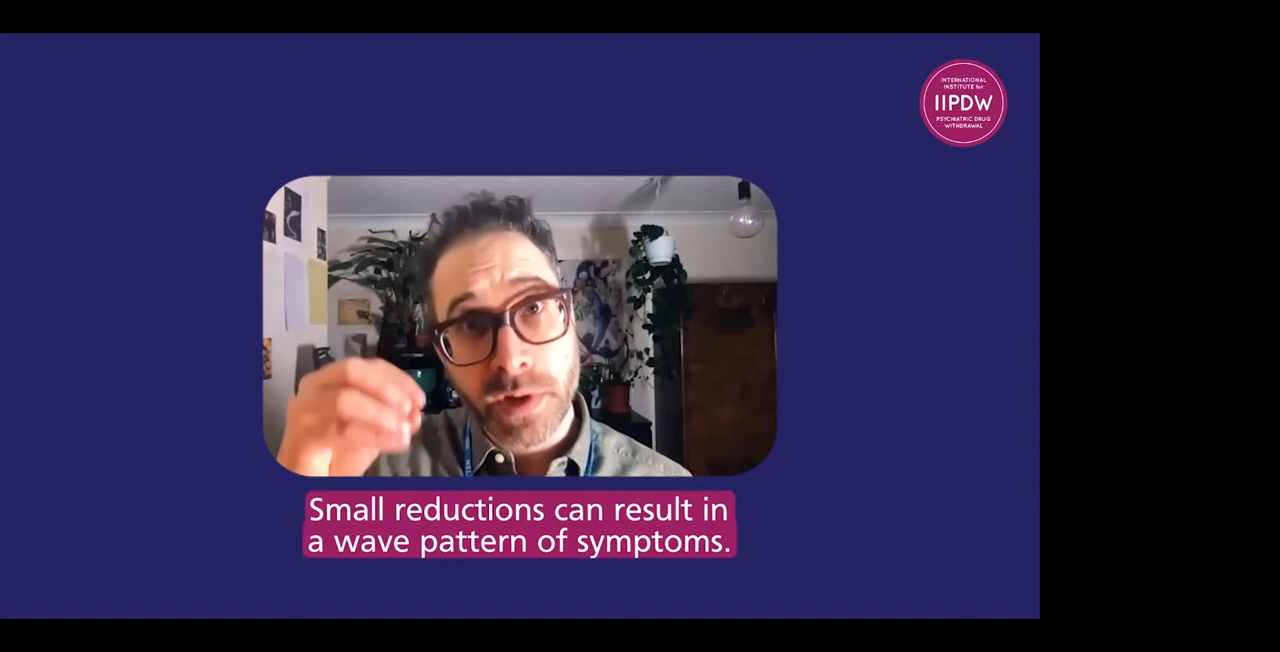 INTERNATIONAL
INSTITUTE for
IIPDW
PSYCHIATRIC DRUG
WITHDRAWAL
Small reductions can result in
a wave pattern of symptoms.